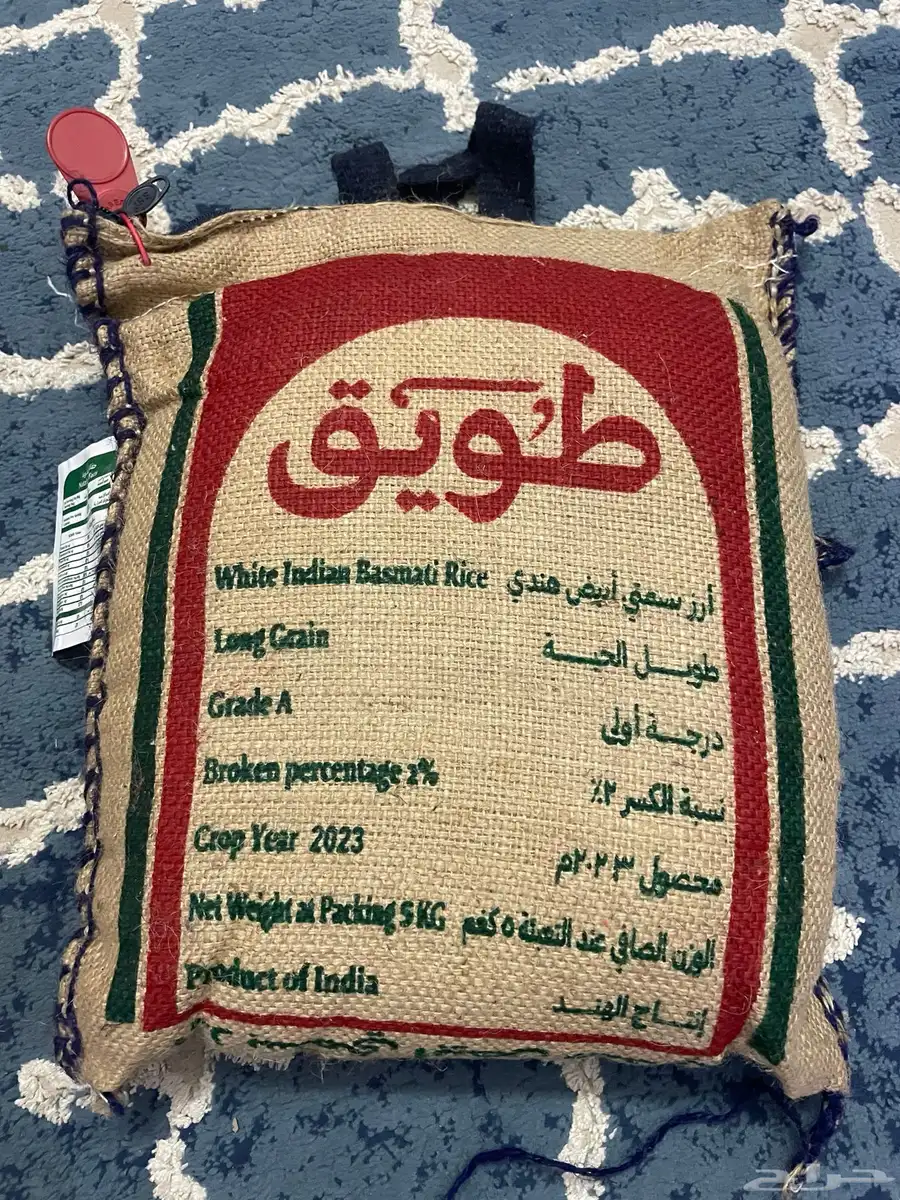 طويق
White Indian Basmati Rice أرز بسمتي أبيض هندي
Long Grain طويل الحبة
Grade A درجة أولى
Broken percentage 2% نسبة الكسر ٢٪
Crop Year 2023 محصول ٢٠٢٣م
Net Weight at Packing 5 KG الوزن الصافي عند التعبئة ٥ كغم
Product of India إنتاج الهند
حراج